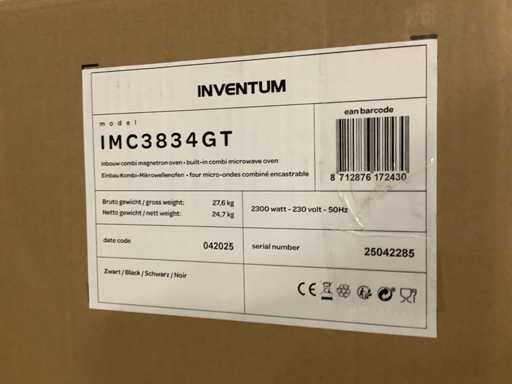 INVENTUM
model
IMC3834GT
ean barcode
inbouw combi magnetron oven • built-in combi microwave oven
Einbau Kombi-Mikrowellenofen • four micro-ondes combiné encastrable
8 712876 172430
Bruto gewicht / gross weight: 27,6 kg
Netto gewicht / nett weight: 24,7 kg
2300 watt - 230 volt - 50Hz
date code 042025
serial number 25042285
Zwart / Black / Schwarz / Noir
CE